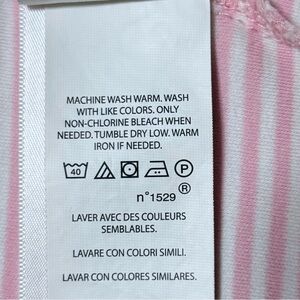 MACHINE WASH WARM. WASH
WITH LIKE COLORS. ONLY
NON-CHLORINE BLEACH WHEN
NEEDED. TUMBLE DRY LOW. WARM
IRON IF NEEDED.
40 P
n°1529 ®
LAVER AVEC DES COULEURS
SEMBLABLES.
LAVARE CON COLORI SIMILI.
LAVAR CON COLORES SIMILARES.